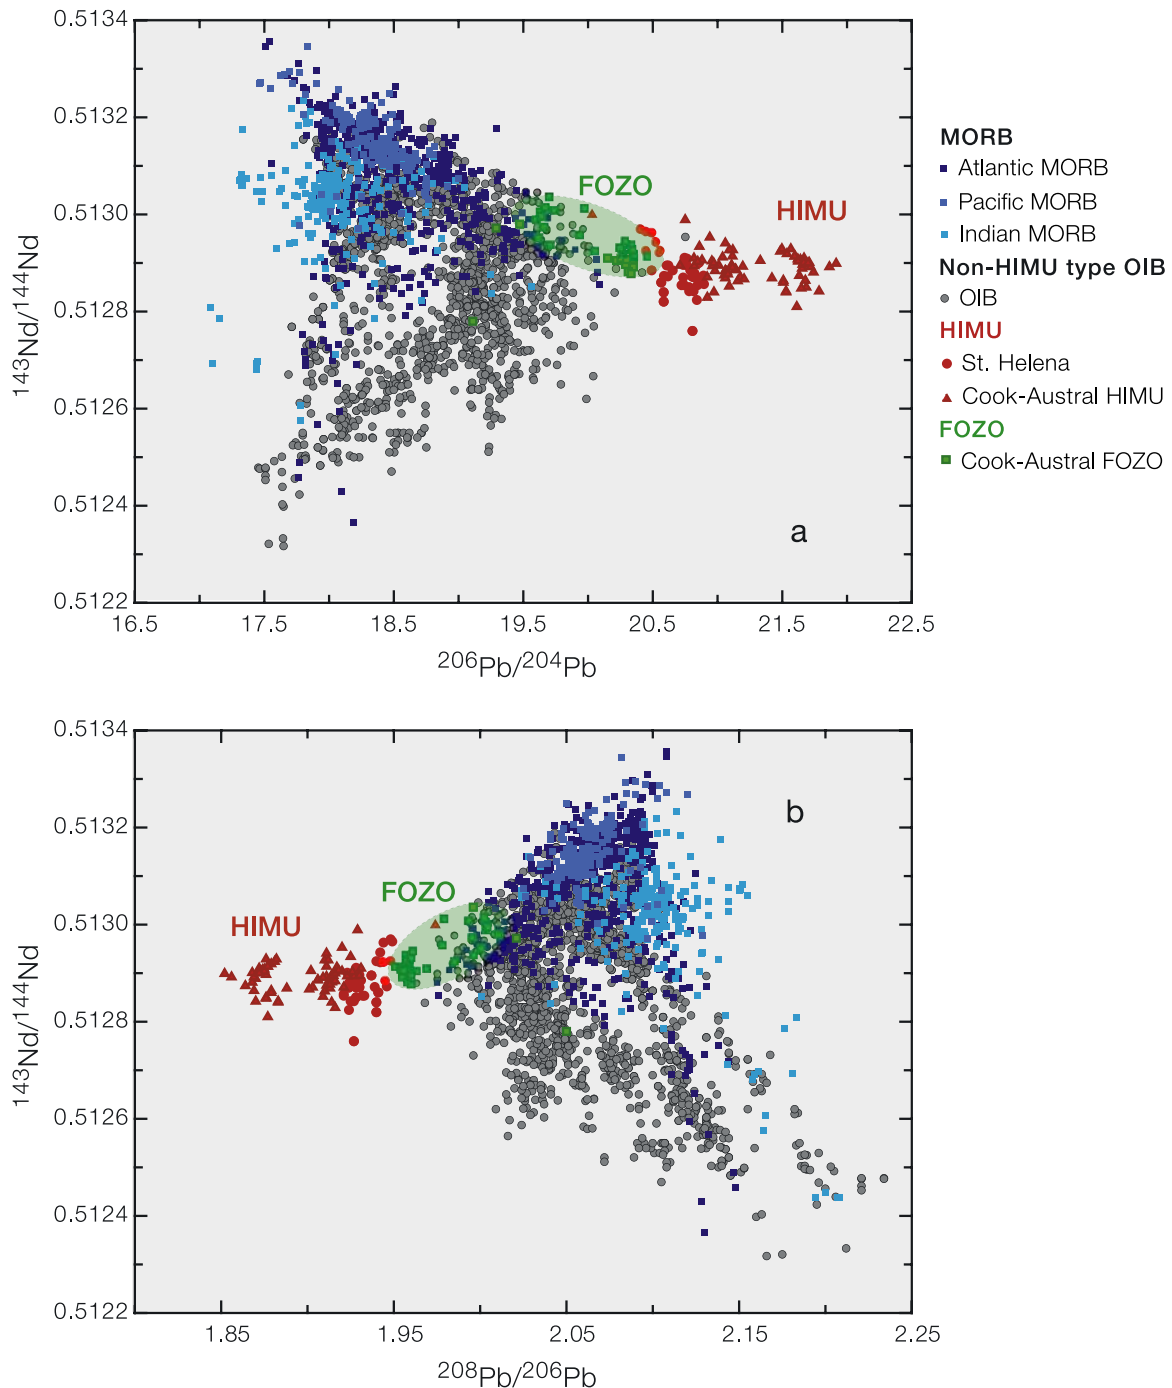 0.5134
0.5132
0.5130
0.5128
0.5126
0.5124
0.5122
143Nd/144Nd
16.5 17.5 18.5 19.5 20.5 21.5 22.5
206Pb/204Pb
FOZO
HIMU
a
MORB
Atlantic MORB
Pacific MORB
Indian MORB
Non-HIMU type OIB
OIB
HIMU
St. Helena
Cook-Austral HIMU
FOZO
Cook-Austral FOZO
0.5134
0.5132
0.5130
0.5128
0.5126
0.5124
0.5122
143Nd/144Nd
1.85 1.95 2.05 2.15 2.25
208Pb/206Pb
b
FOZO
HIMU